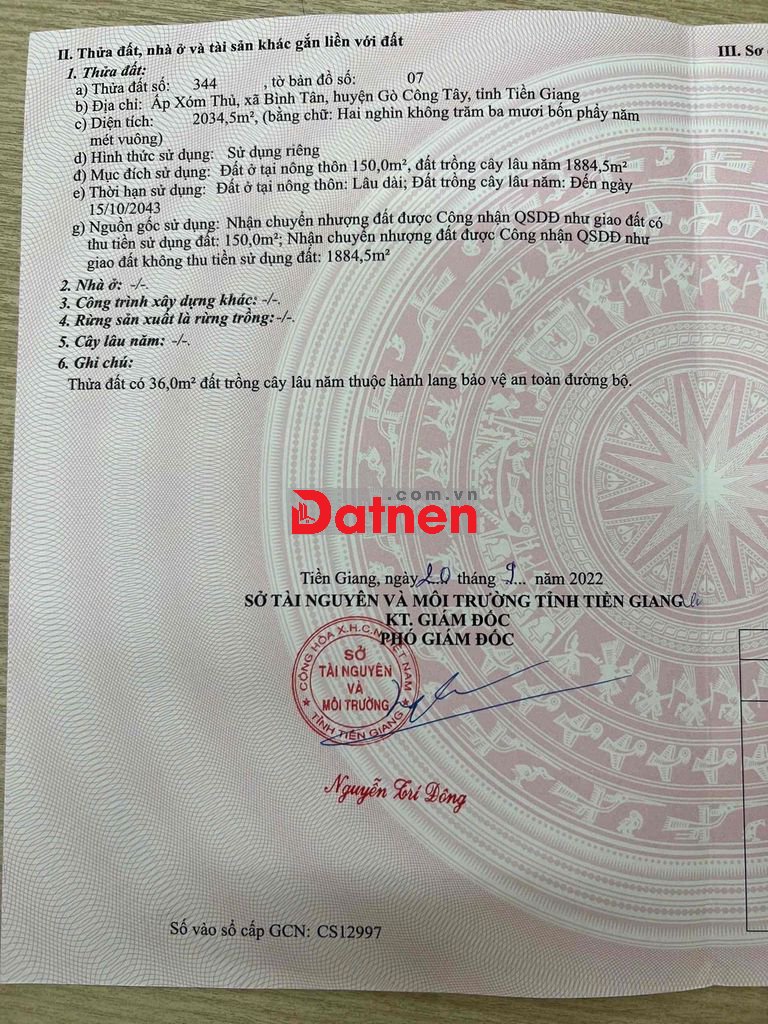 II. Thửa đất, nhà ở và tài sản khác gắn liền với đất
III. Sơ
1. Thửa đất:
a) Thửa đất số: 344 , tờ bản đồ số: 07
b) Địa chỉ: Ấp Xóm Thủ, xã Bình Tân, huyện Gò Công Tây, tỉnh Tiền Giang
c) Diện tích: 2034,5m², (bằng chữ: Hai nghìn không trăm ba mươi bốn phẩy năm
mét vuông)
d) Hình thức sử dụng: Sử dụng riêng
đ) Mục đích sử dụng: Đất ở tại nông thôn 150,0m², đất trồng cây lâu năm 1884,5m²
e) Thời hạn sử dụng: Đất ở tại nông thôn: Lâu dài; Đất trồng cây lâu năm: Đến ngày
15/10/2043
g) Nguồn gốc sử dụng: Nhận chuyển nhượng đất được Công nhận QSDĐ như giao đất có
thu tiền sử dụng đất: 150,0m²; Nhận chuyển nhượng đất được Công nhận QSDĐ như
giao đất không thu tiền sử dụng đất: 1884,5m²
2. Nhà ở: -/-.
3. Công trình xây dựng khác: -/-.
4. Rừng sản xuất là rừng trồng: -/-.
5. Cây lâu năm: -/-.
6. Ghi chú:
Thửa đất có 36,0m² đất trồng cây lâu năm thuộc hành lang bảo vệ an toàn đường bộ.
.com.vn
Datnen
Tiền Giang, ngày 20 tháng 9 năm 2022
SỞ TÀI NGUYÊN VÀ MÔI TRƯỜNG TỈNH TIỀN GIANG
KT. GIÁM ĐỐC
PHÓ GIÁM ĐỐC
CỘNG HÒA X.H.C.N VIỆT NAM
SỞ
TÀI NGUYÊN
VÀ
MÔI TRƯỜNG
TỈNH TIỀN GIANG
Nguyễn Trí Đông
Số vào sổ cấp GCN: CS12997